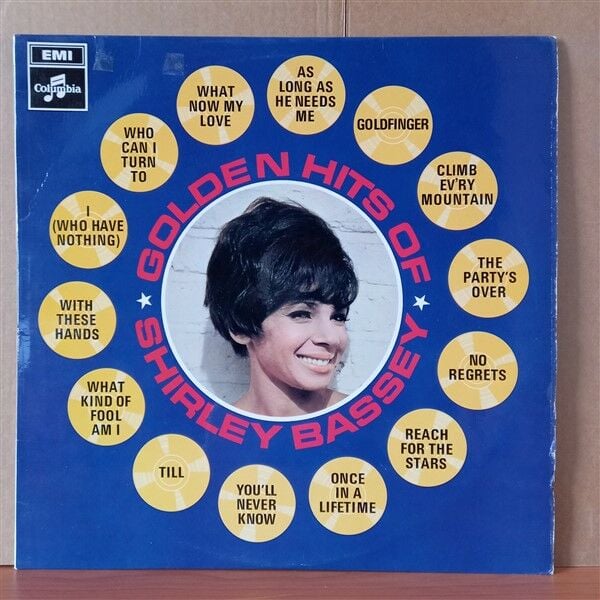 EMI
Columbia
GOLDEN HITS OF
SHIRLEY BASSEY
AS
LONG AS
HE NEEDS
ME
GOLDFINGER
CLIMB
EV'RY
MOUNTAIN
THE
PARTY'S
OVER
NO
REGRETS
REACH
FOR THE
STARS
ONCE
IN A
LIFETIME
YOU'LL
NEVER
KNOW
TILL
WHAT
KIND OF
FOOL
AM I
WITH
THESE
HANDS
I
(WHO HAVE
NOTHING)
WHO
CAN I
TURN
TO
WHAT
NOW MY
LOVE